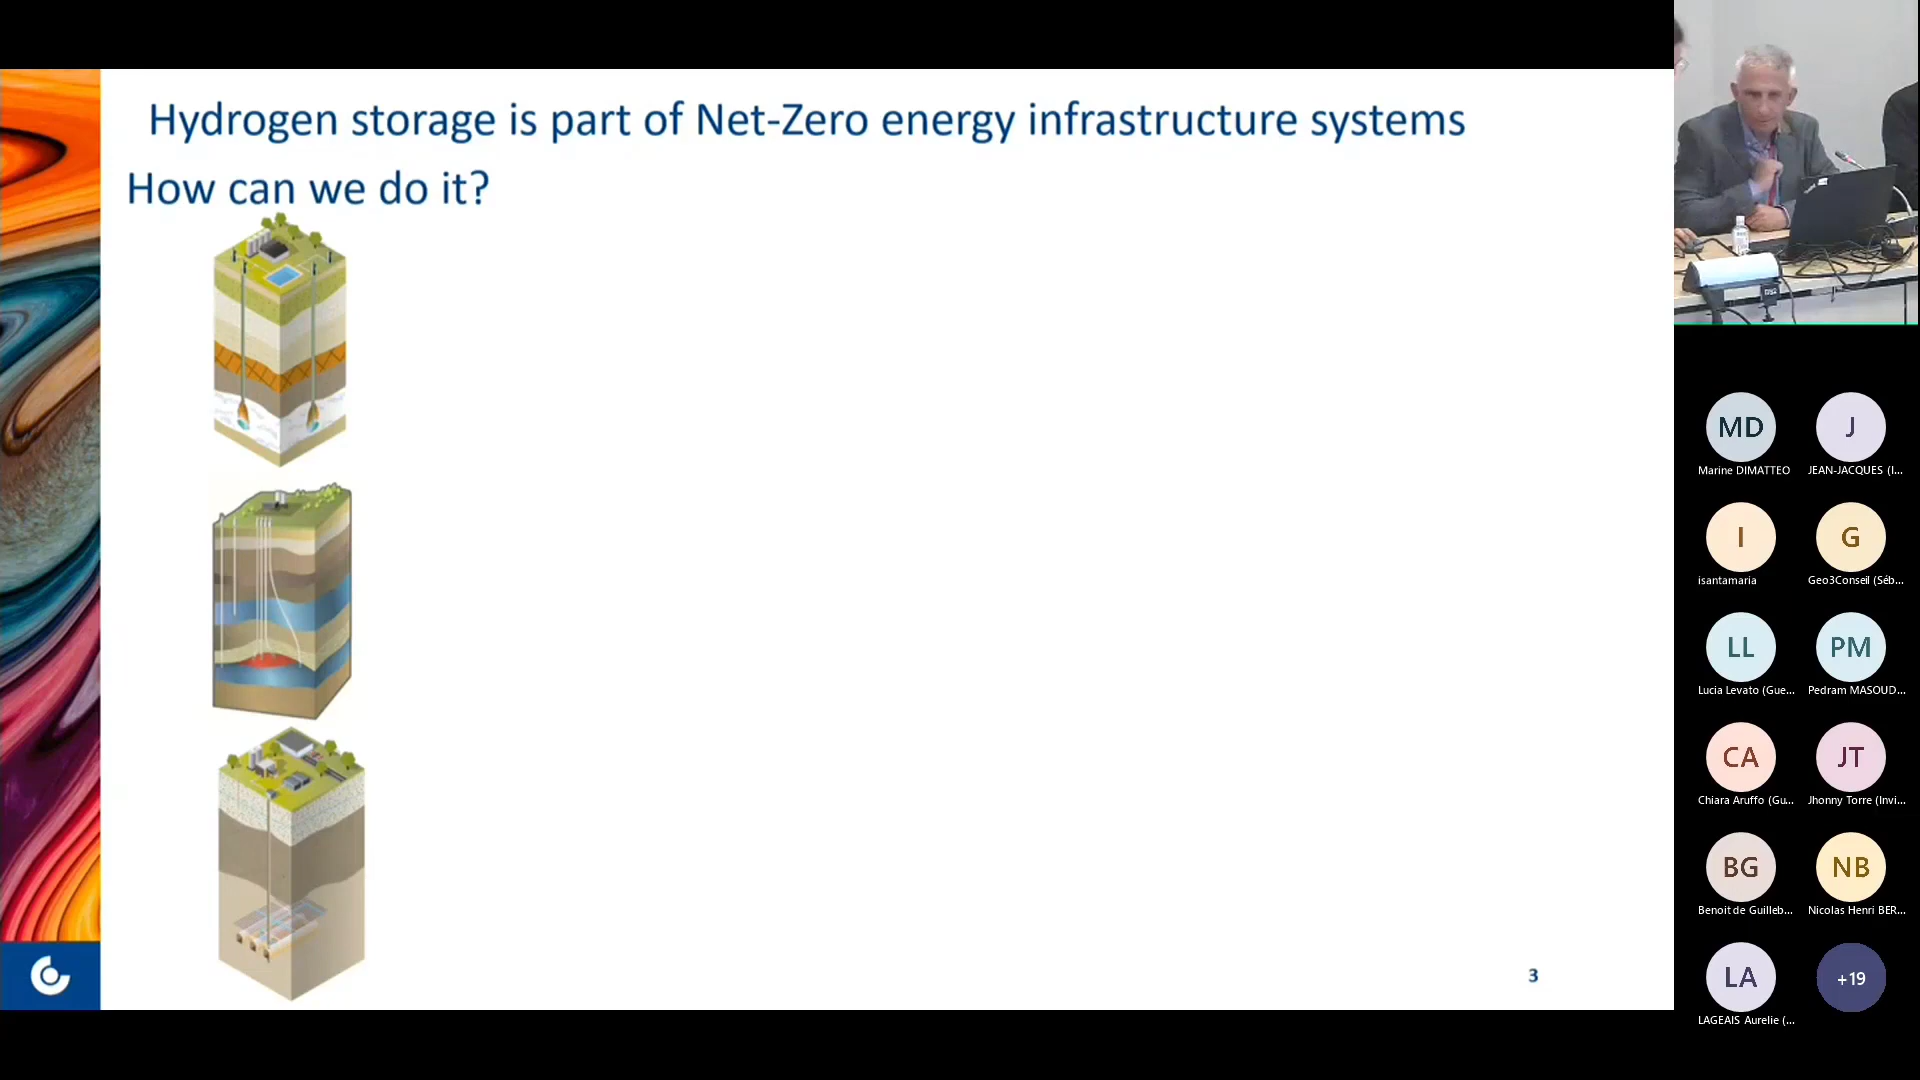 Hydrogen storage is part of Net-Zero energy infrastructure systems
How can we do it?
3
MD
J
Marine DIMATTEO
JEAN-JACQUES (I...
I
G
isantamaria
Geo3Conseil (Séb...
LL
PM
Lucia Levato (Gue...
Pedram MASOUD...
CA
JT
Chiara Aruffo (Gu...
Jhonny Torre (Invi...
BG
NB
Benoit de Guilleb...
Nicolas Henri BER...
LA
+19
LAGEAIS Aurelie (...